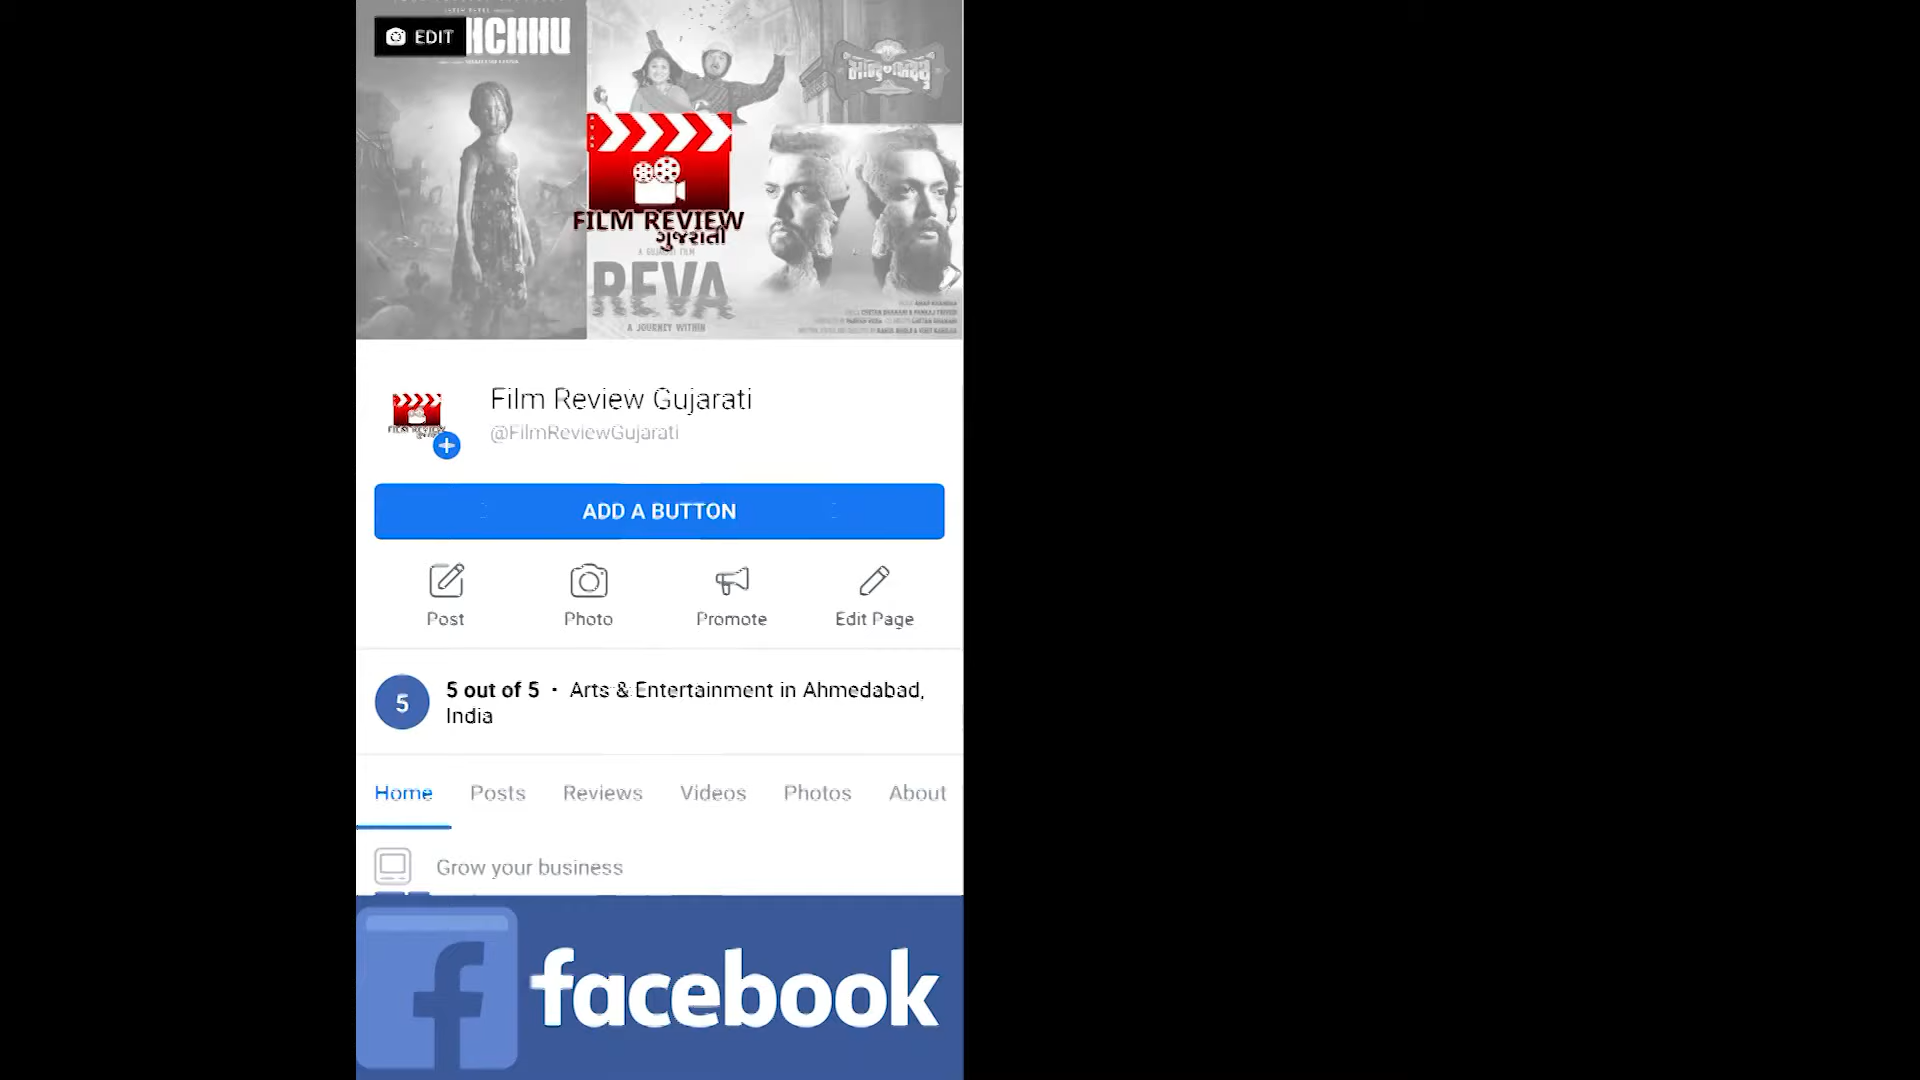 EDIT
FILM REVIEW
ગુજરાતી
A GUJARATI FILM
REVA
A JOURNEY WITHIN
Film Review Gujarati
@FilmReviewGujarati
ADD A BUTTON
Post Photo Promote Edit Page
5 5 out of 5 · Arts & Entertainment in Ahmedabad,
India
Home Posts Reviews Videos Photos About
Grow your business
facebook